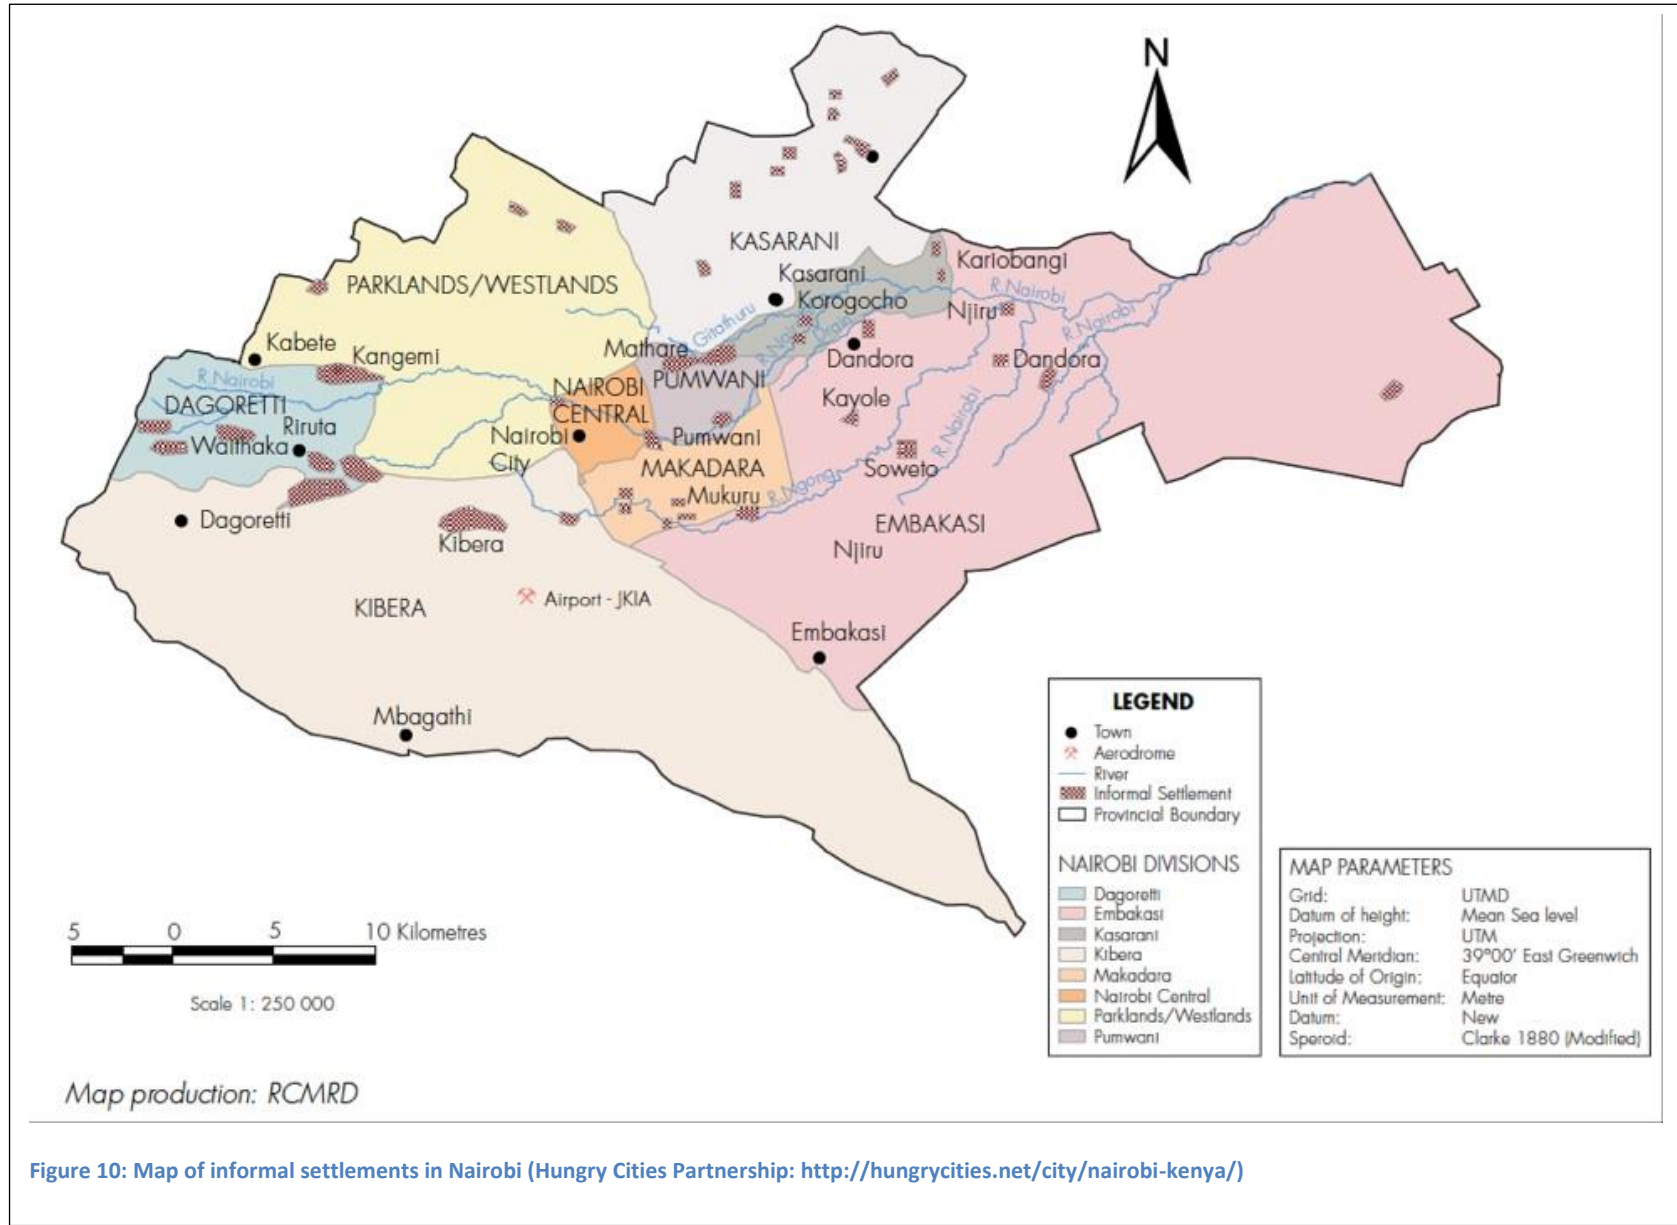 N
KASARANI
Kasarani
Kariobangi
PARKLANDS/WESTLANDS
Korogocho
R.Nairobi
Njiru
R.Nairobi
Gitathuru
Kabete
Kangemi
Mathare
Drain
Dandora
Dandora
R.Nairobi
NAIROBI
CENTRAL
PUMWANI
DAGORETTI
Kayole
Riruta
Waithaka
Nairobi
City
Pumwani
R.Nairobi
MAKADARA
Soweto
Mukuru
R.Ngong
Dagoretti
Kibera
EMBAKASI
Njiru
KIBERA
Airport - JKIA
Embakasi
Mbagathi
LEGEND
Town
Aerodrome
River
Informal Settlement
Provincial Boundary
NAIROBI DIVISIONS
Dagoretti
Embakasi
Kasarani
Kibera
Makadara
Nairobi Central
Parklands/Westlands
Pumwani
MAP PARAMETERS
Grid: UTMD
Datum of height: Mean Sea level
Projection: UTM
Central Meridian: 39°00' East Greenwich
Latitude of Origin: Equator
Unit of Measurement: Metre
Datum: New
Speroid: Clarke 1880 (Modified)
5 0 5 10 Kilometres
Scale 1: 250 000
Map production: RCMRD
Figure 10: Map of informal settlements in Nairobi (Hungry Cities Partnership: http://hungrycities.net/city/nairobi-kenya/)